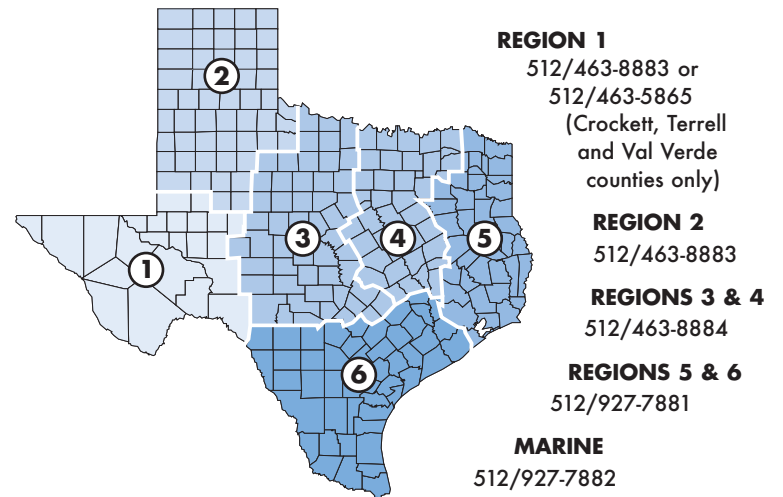 REGION 1
512/463-8883 or
512/463-5865
(Crockett, Terrell
and Val Verde
counties only)
REGION 2
512/463-8883
REGIONS 3 & 4
512/463-8884
REGIONS 5 & 6
512/927-7881
MARINE
512/927-7882
2
3
4
5
1
6